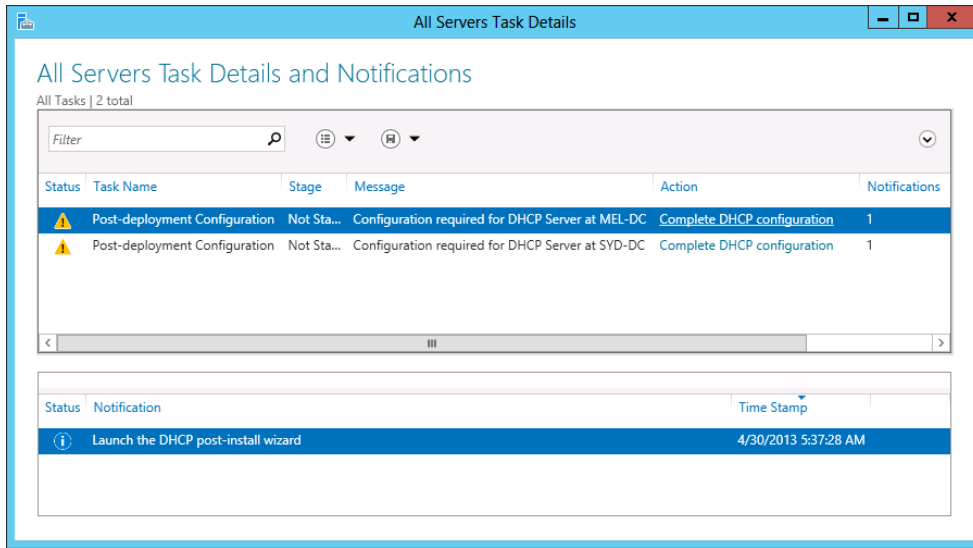 All Servers Task Details
All Servers Task Details and Notifications
All Tasks | 2 total
Filter
Status Task Name Stage Message Action Notifications
Post-deployment Configuration Not Sta... Configuration required for DHCP Server at MEL-DC Complete DHCP configuration 1
Post-deployment Configuration Not Sta... Configuration required for DHCP Server at SYD-DC Complete DHCP configuration 1
Status Notification Time Stamp
Launch the DHCP post-install wizard 4/30/2013 5:37:28 AM